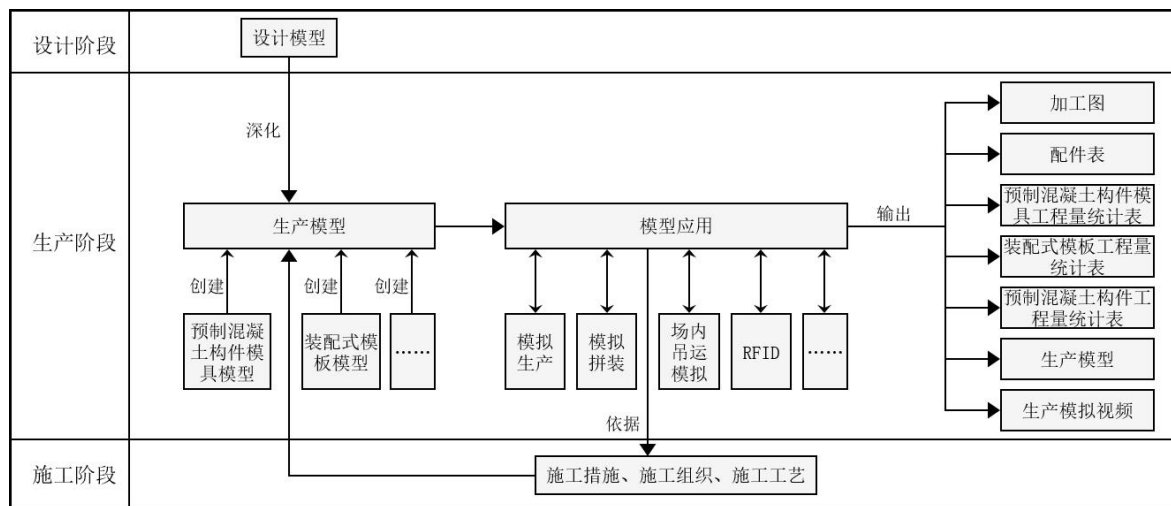 设计阶段
设计模型
深化
加工图
配件表
预制混凝土构件模
具工程量统计表
装配式模板工程量
统计表
预制混凝土构件工
程量统计表
生产模型
生产模拟视频
生产阶段
生产模型
模型应用
输出
创建
创建
创建
预制混凝
土构件模
具模型
装配式模
板模型
……
模拟
生产
模拟
拼装
场内
吊运
模拟
RFID
……
依据
施工阶段
施工措施、施工组织、施工工艺